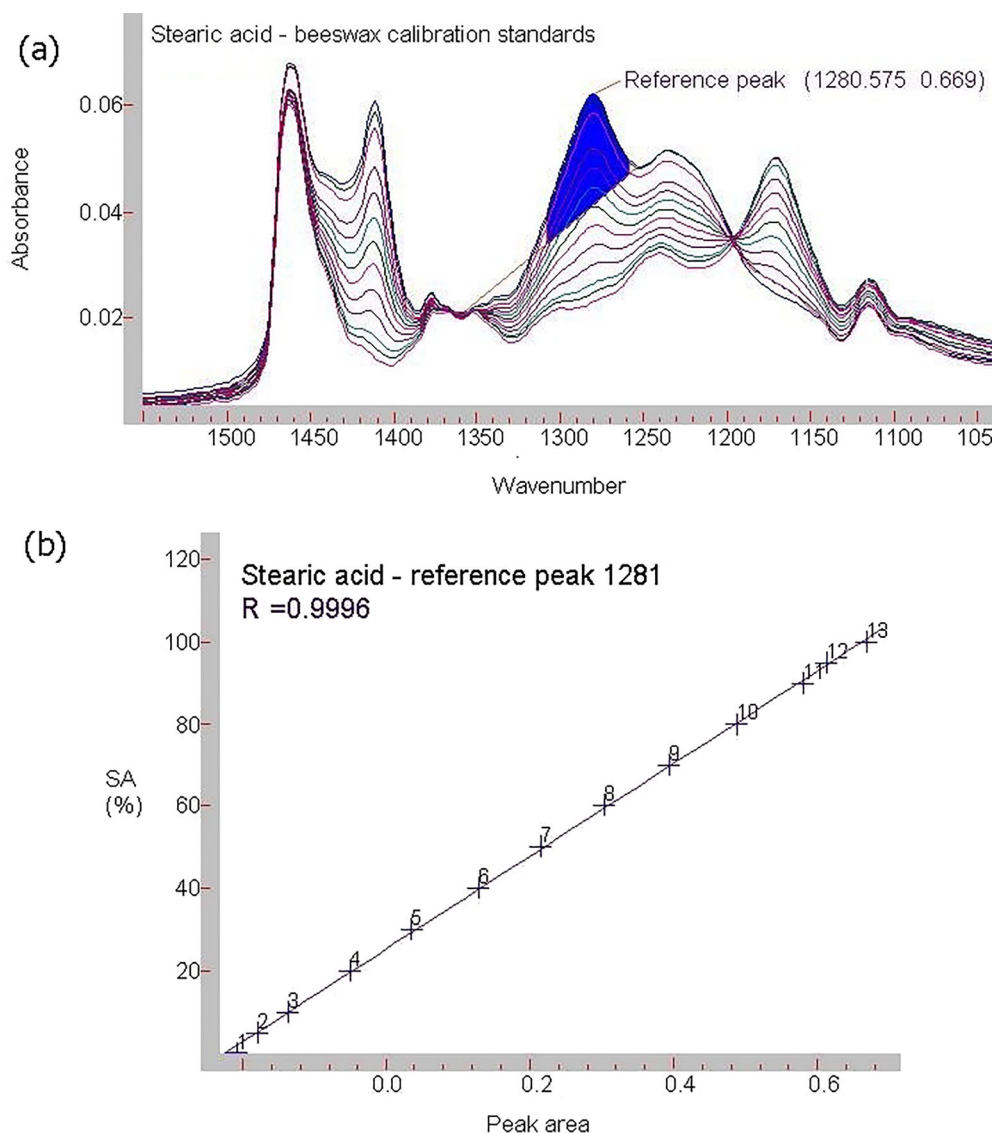 (a)
Stearic acid - beeswax calibration standards
Reference peak (1280.575 0.669)
0.06
0.04
0.02
Absorbance
1500 1450 1400 1350 1300 1250 1200 1150 1100 1050
Wavenumber
(b)
Stearic acid - reference peak 1281
R =0.9996
120
100
80
60
40
20
SA
(%)
1 2 3 4 5 6 7 8 9 10 11 12 13
0.0 0.2 0.4 0.6
Peak area